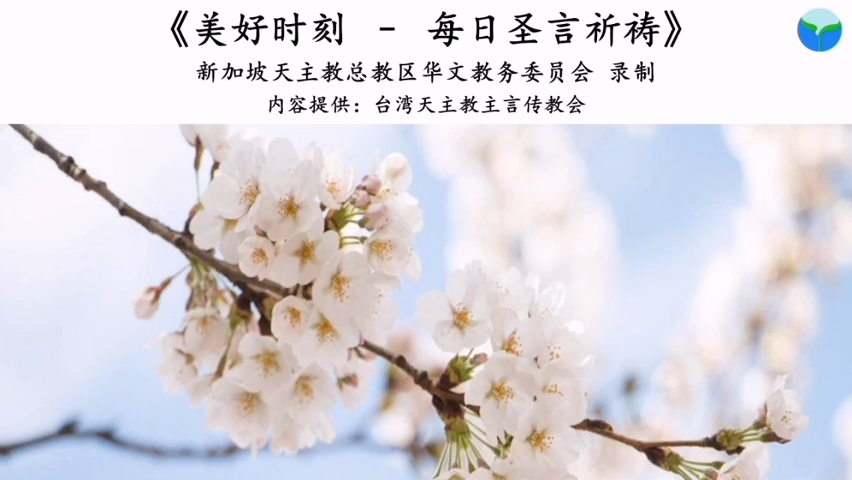 《美好时刻 - 每日圣言祈祷》
新加坡天主教总教区华文教务委员会 录制
内容提供：台湾天主教主言传教会